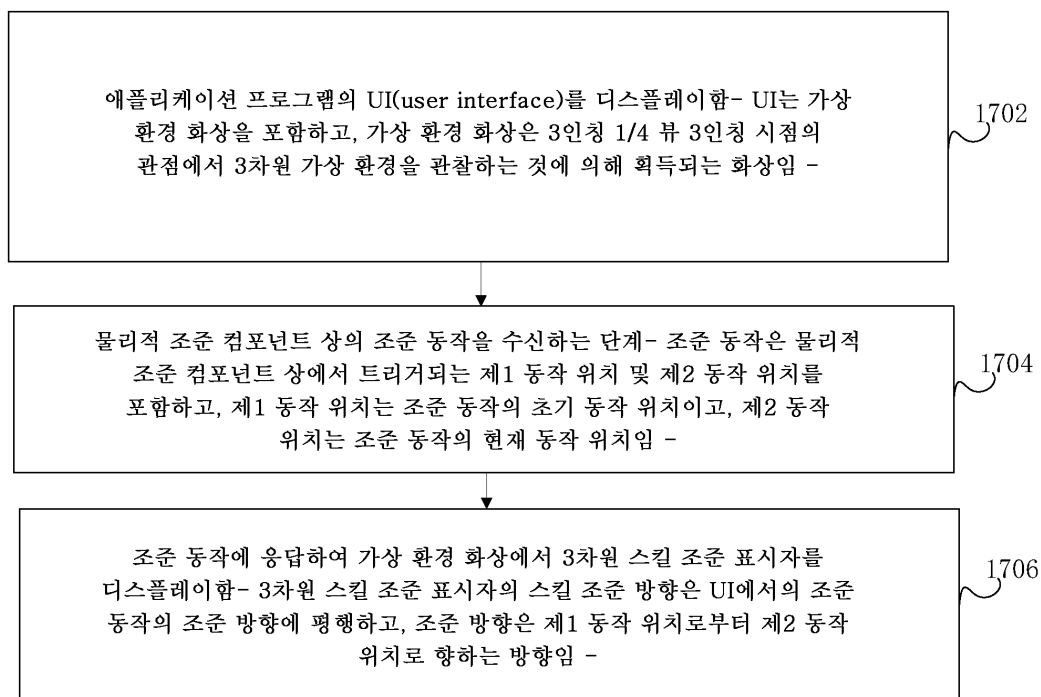 애플리케이션 프로그램의 UI(user interface)를 디스플레이함- UI는 가상
환경 화상을 포함하고, 가상 환경 화상은 3인칭 1/4 뷰 3인칭 시점의
관점에서 3차원 가상 환경을 관찰하는 것에 의해 획득되는 화상임 -
1702
물리적 조준 컴포넌트 상의 조준 동작을 수신하는 단계- 조준 동작은 물리적
조준 컴포넌트 상에서 트리거되는 제1 동작 위치 및 제2 동작 위치를
포함하고, 제1 동작 위치는 조준 동작의 초기 동작 위치이고, 제2 동작
위치는 조준 동작의 현재 동작 위치임 -
1704
조준 동작에 응답하여 가상 환경 화상에서 3차원 스킬 조준 표시자를
디스플레이함- 3차원 스킬 조준 표시자의 스킬 조준 방향은 UI에서의 조준
동작의 조준 방향에 평행하고, 조준 방향은 제1 동작 위치로부터 제2 동작
위치로 향하는 방향임 -
1706